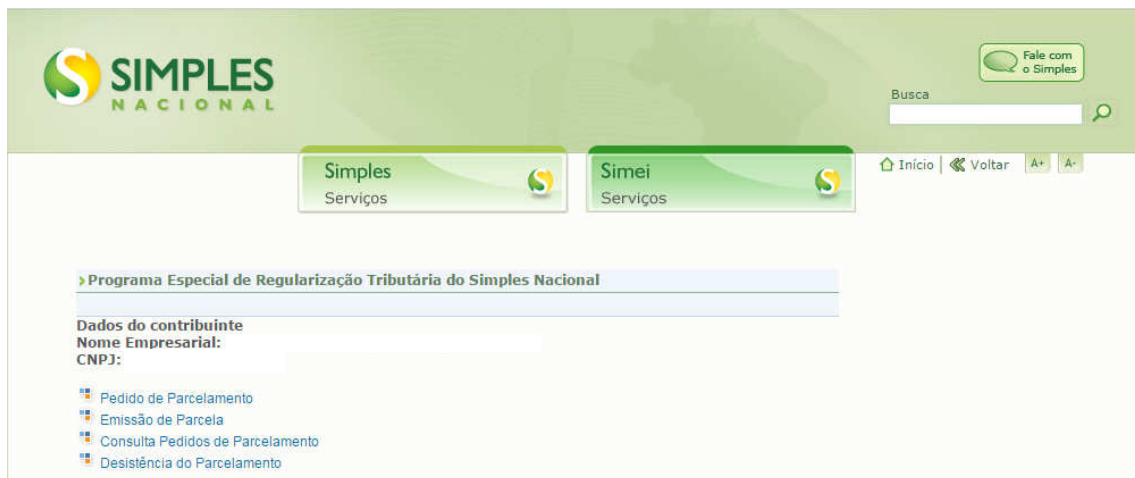 SIMPLES
NACIONAL
Fale com
o Simples
Busca
Simples
Serviços
Simei
Serviços
Início | Voltar A+ A-
Programa Especial de Regularização Tributária do Simples Nacional
Dados do contribuinte
Nome Empresarial:
CNPJ:
Pedido de Parcelamento
Emissão de Parcela
Consulta Pedidos de Parcelamento
Desistência do Parcelamento